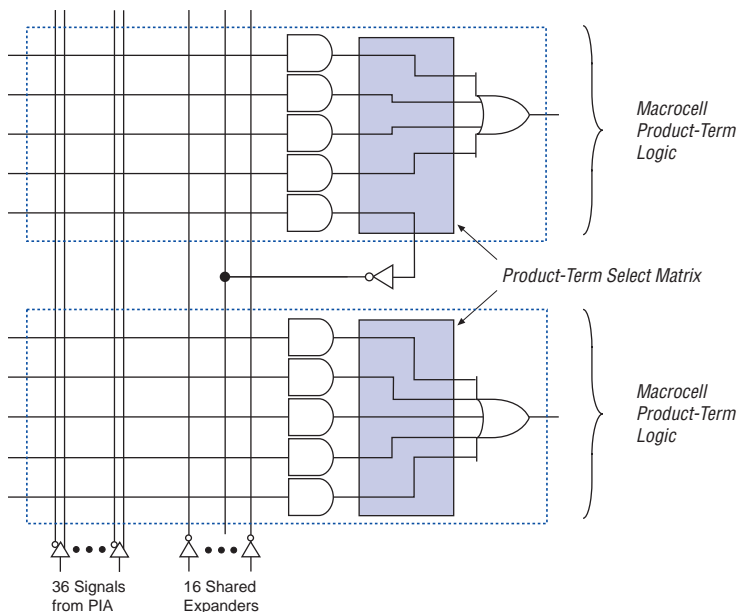 Macrocell
Product-Term
Logic
Product-Term Select Matrix
Macrocell
Product-Term
Logic
36 Signals
from PIA
16 Shared
Expanders